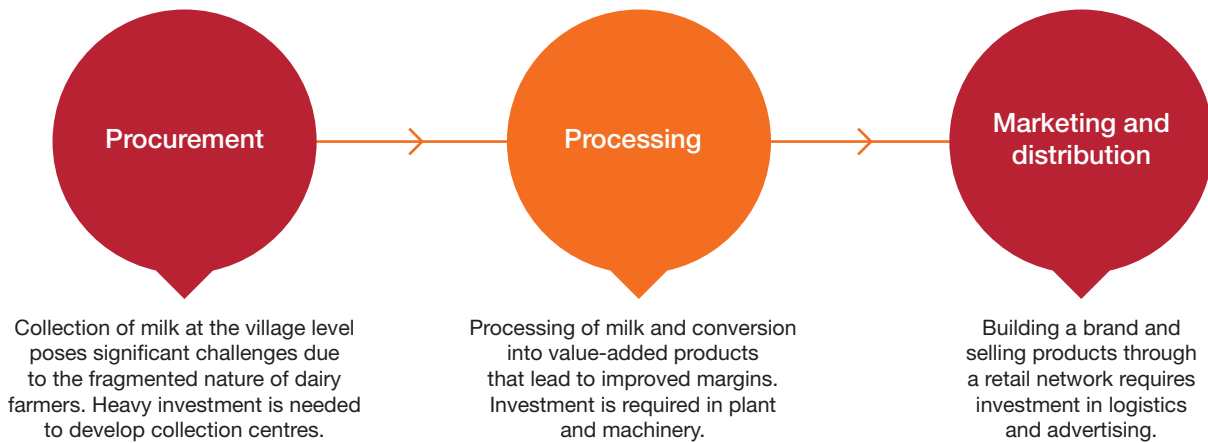 Procurement
Processing
Marketing and
distribution
Collection of milk at the village level
poses significant challenges due
to the fragmented nature of dairy
farmers. Heavy investment is needed
to develop collection centres.
Processing of milk and conversion
into value-added products
that lead to improved margins.
Investment is required in plant
and machinery.
Building a brand and
selling products through
a retail network requires
investment in logistics
and advertising.